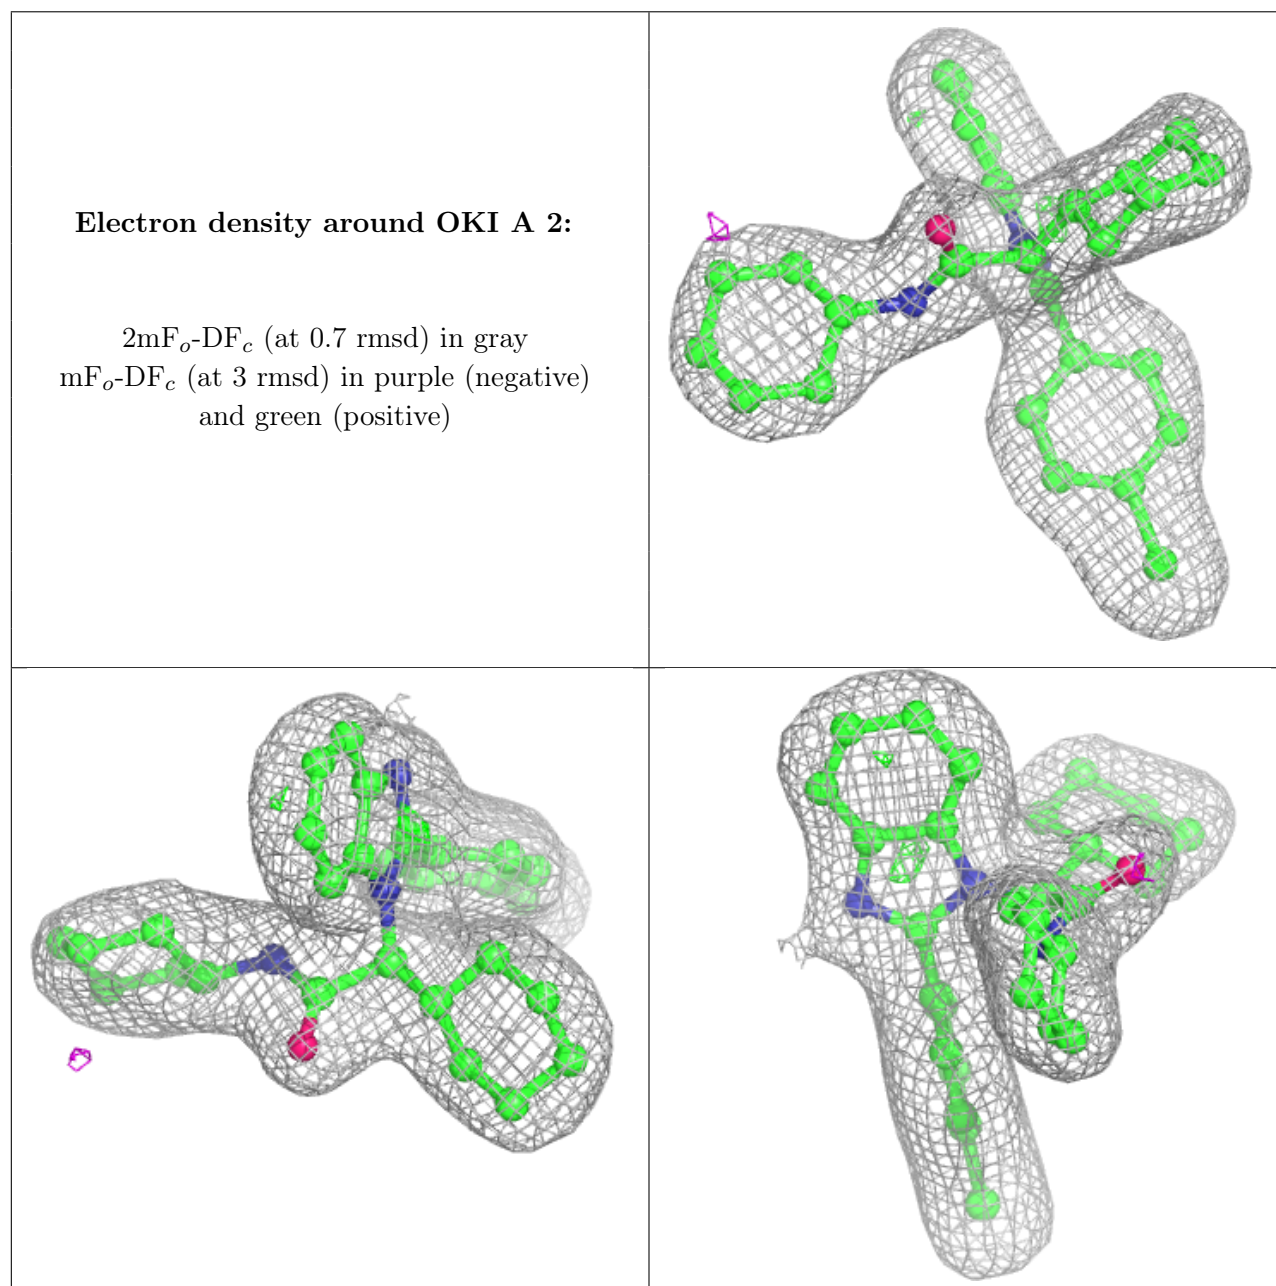 Electron density around OKI A 2:
2mFo-DFc (at 0.7 rmsd) in gray
mFo-DFc (at 3 rmsd) in purple (negative)
and green (positive)